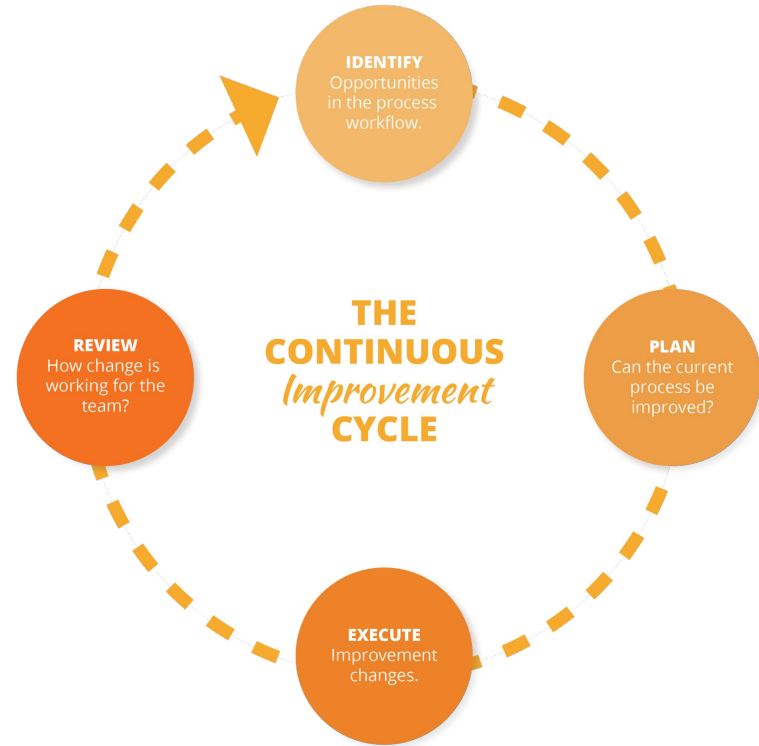 IDENTIFY
Opportunities
in the process
workflow.
THE
CONTINUOUS
Improvement
CYCLE
PLAN
Can the current
process be
improved?
EXECUTE
Improvement
changes.
REVIEW
How change is
working for the
team?